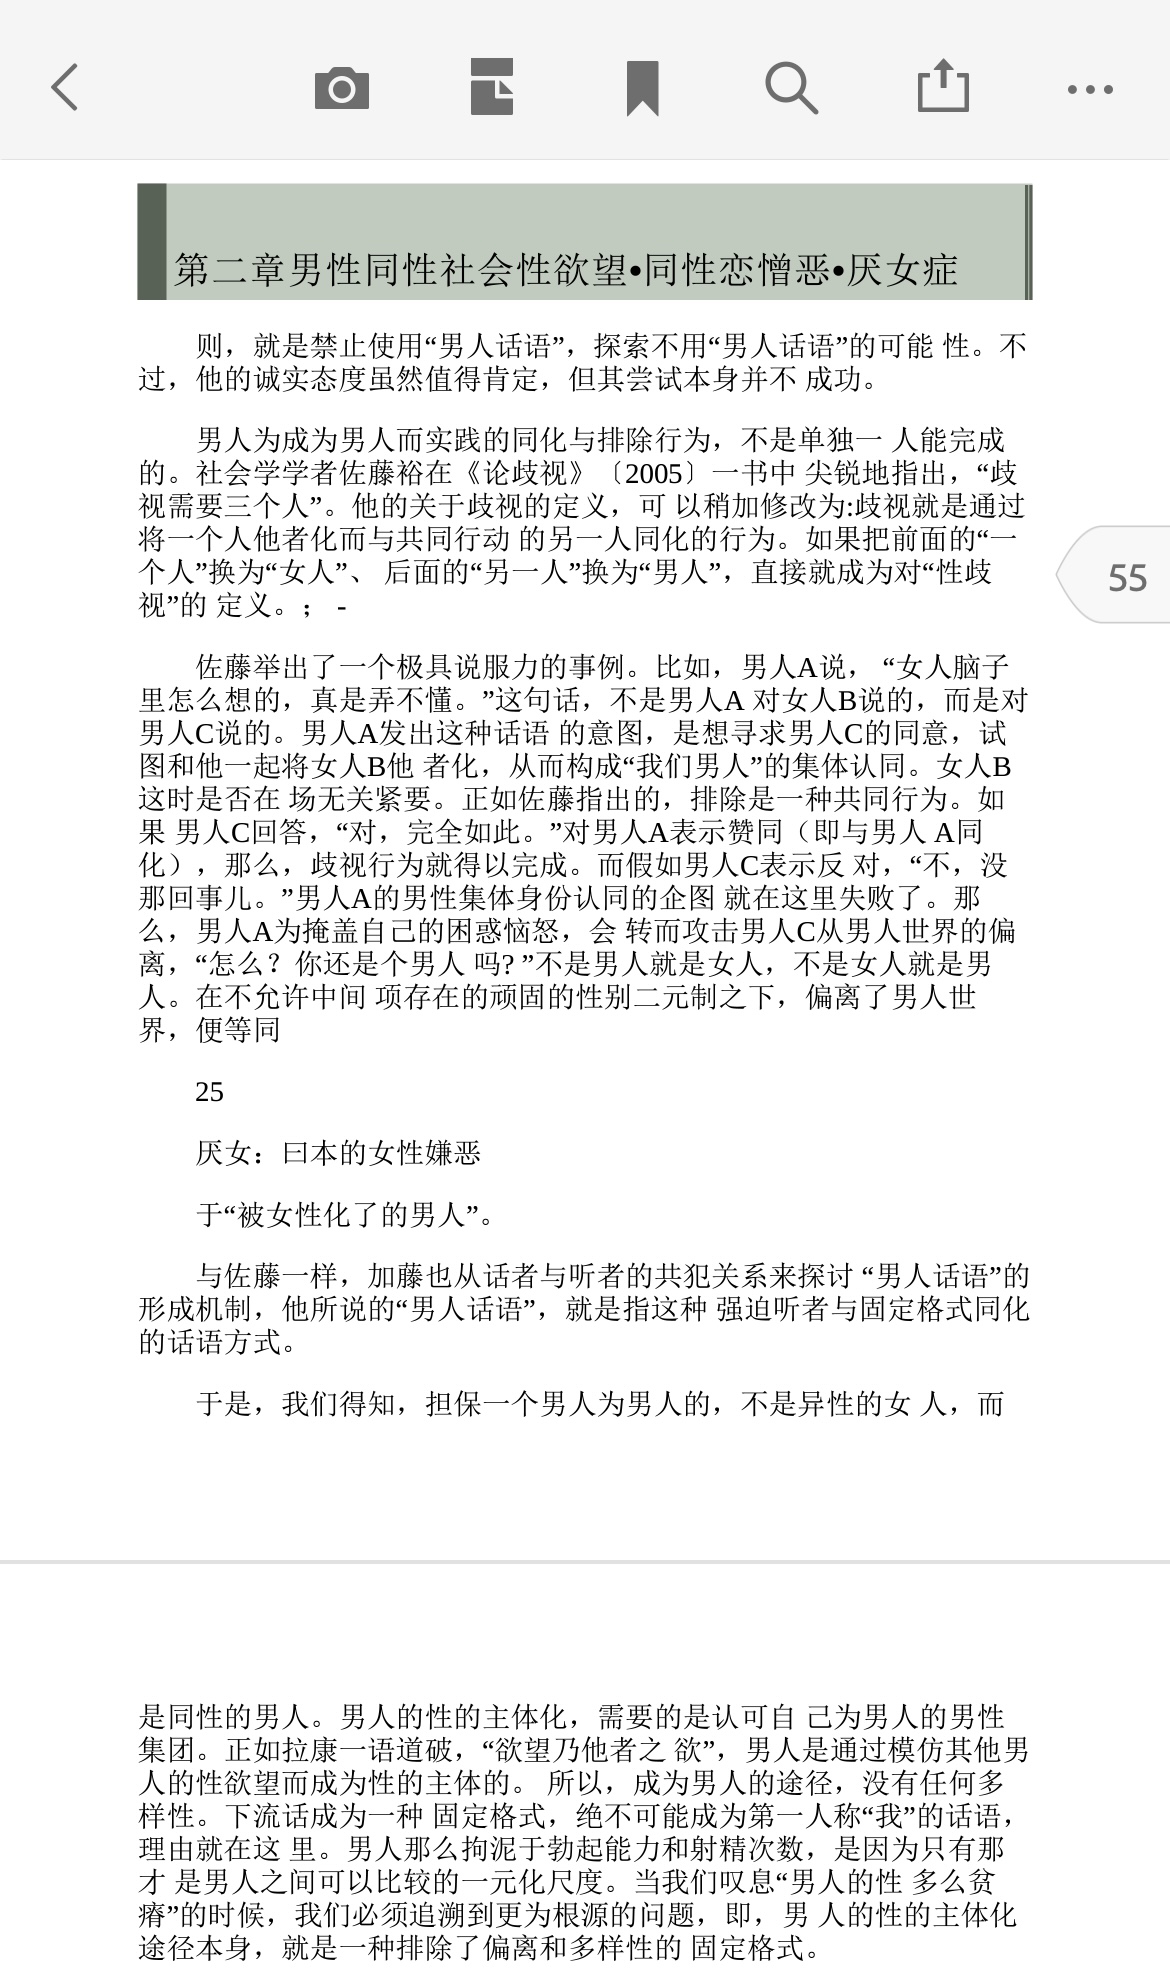 第二章男性同性社会性欲望•同性恋憎恶•厌女症
则，就是禁止使用“男人话语”，探索不用“男人话语”的可能 性。不
过，他的诚实态度虽然值得肯定，但其尝试本身并不 成功。
男人为成为男人而实践的同化与排除行为，不是单独一 人能完成
的。社会学学者佐藤裕在《论歧视》〔2005〕一书中 尖锐地指出，“歧
视需要三个人”。他的关于歧视的定义，可 以稍加修改为:歧视就是通过
将一个人他者化而与共同行动 的另一人同化的行为。如果把前面的“一
个人”换为“女人”、 后面的“另一人”换为“男人”，直接就成为对“性歧
视”的 定义。； -
55
佐藤举出了一个极具说服力的事例。比如，男人A说， “女人脑子
里怎么想的，真是弄不懂。”这句话，不是男人A 对女人B说的，而是对
男人C说的。男人A发出这种话语 的意图，是想寻求男人C的同意，试
图和他一起将女人B他 者化，从而构成“我们男人”的集体认同。女人B
这时是否在 场无关紧要。正如佐藤指出的，排除是一种共同行为。如
果 男人C回答，“对，完全如此。”对男人A表示赞同（即与男人 A同
化），那么，歧视行为就得以完成。而假如男人C表示反 对，“不，没
那回事儿。”男人A的男性集体身份认同的企图 就在这里失败了。那
么，男人A为掩盖自己的困惑恼怒，会 转而攻击男人C从男人世界的偏
离，“怎么？你还是个男人 吗? ”不是男人就是女人，不是女人就是男
人。在不允许中间 项存在的顽固的性别二元制之下，偏离了男人世
界，便等同
25
厌女：曰本的女性嫌恶
于“被女性化了的男人”。
与佐藤一样，加藤也从话者与听者的共犯关系来探讨 “男人话语”的
形成机制，他所说的“男人话语”，就是指这种 强迫听者与固定格式同化
的话语方式。
于是，我们得知，担保一个男人为男人的，不是异性的女 人，而
是同性的男人。男人的性的主体化，需要的是认可自 己为男人的男性
集团。正如拉康一语道破，“欲望乃他者之 欲”，男人是通过模仿其他男
人的性欲望而成为性的主体的。 所以，成为男人的途径，没有任何多
样性。下流话成为一种 固定格式，绝不可能成为第一人称“我”的话语，
理由就在这 里。男人那么拘泥于勃起能力和射精次数，是因为只有那
才 是男人之间可以比较的一元化尺度。当我们叹息“男人的性 多么贫
瘠”的时候，我们必须追溯到更为根源的问题，即，男 人的性的主体化
途径本身，就是一种排除了偏离和多样性的 固定格式。